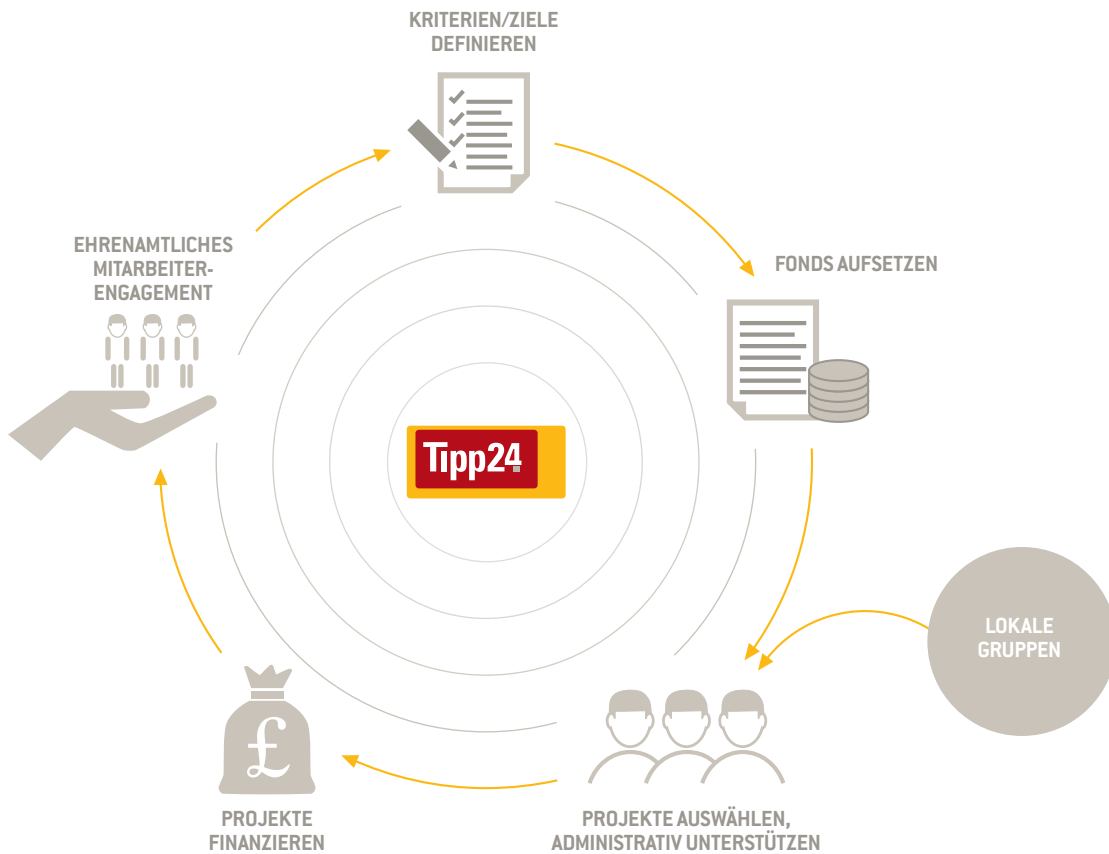 KRITERIEN/ZIELE
DEFINIEREN
EHRENAMTLICHES
MITARBEITER-
ENGAGEMENT
FONDS AUFSETZEN
Tipp24
LOKALE
GRUPPEN
£
PROJEKTE
FINANZIEREN
PROJEKTE AUSWÄHLEN,
ADMINISTRATIV UNTERSTÜTZEN